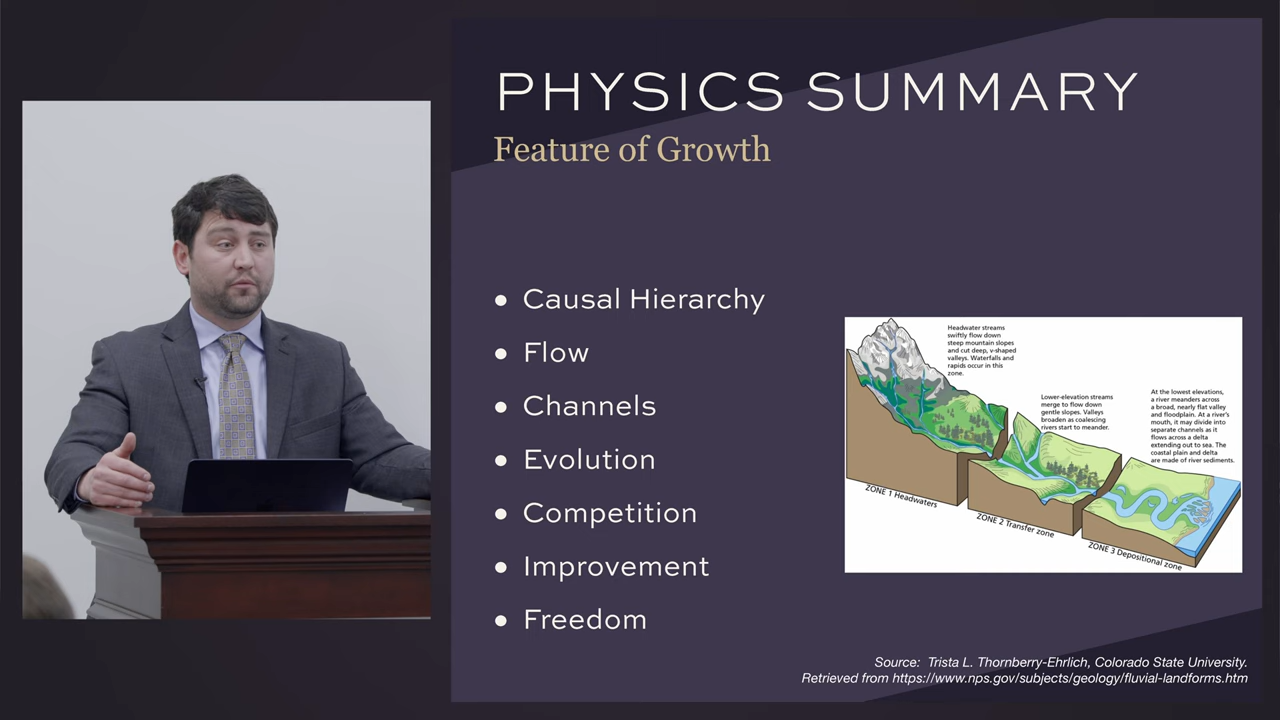 PHYSICS SUMMARY
Feature of Growth
● Causal Hierarchy
● Flow
● Channels
● Evolution
● Competition
● Improvement
● Freedom
Headwater streams
swiftly flow down
steep mountain slopes
and cut deep, v-shaped
valleys. Waterfalls and
rapids occur in this
zone.
Lower-elevation streams
merge to flow down
gentle slopes. Valleys
broaden as coalescing
rivers start to meander.
At the lowest elevations,
a river meanders across
a broad, nearly flat valley
and floodplain. At a river's
mouth, it may divide into
separate channels as it
flows across a delta
extending out to sea. The
coastal plain and delta
are made of river sediments.
ZONE 1 Headwaters
ZONE 2 Transfer zone
ZONE 3 Depositional zone
Source: Trista L. Thornberry-Ehrlich, Colorado State University.
Retrieved from https://www.nps.gov/subjects/geology/fluvial-landforms.htm